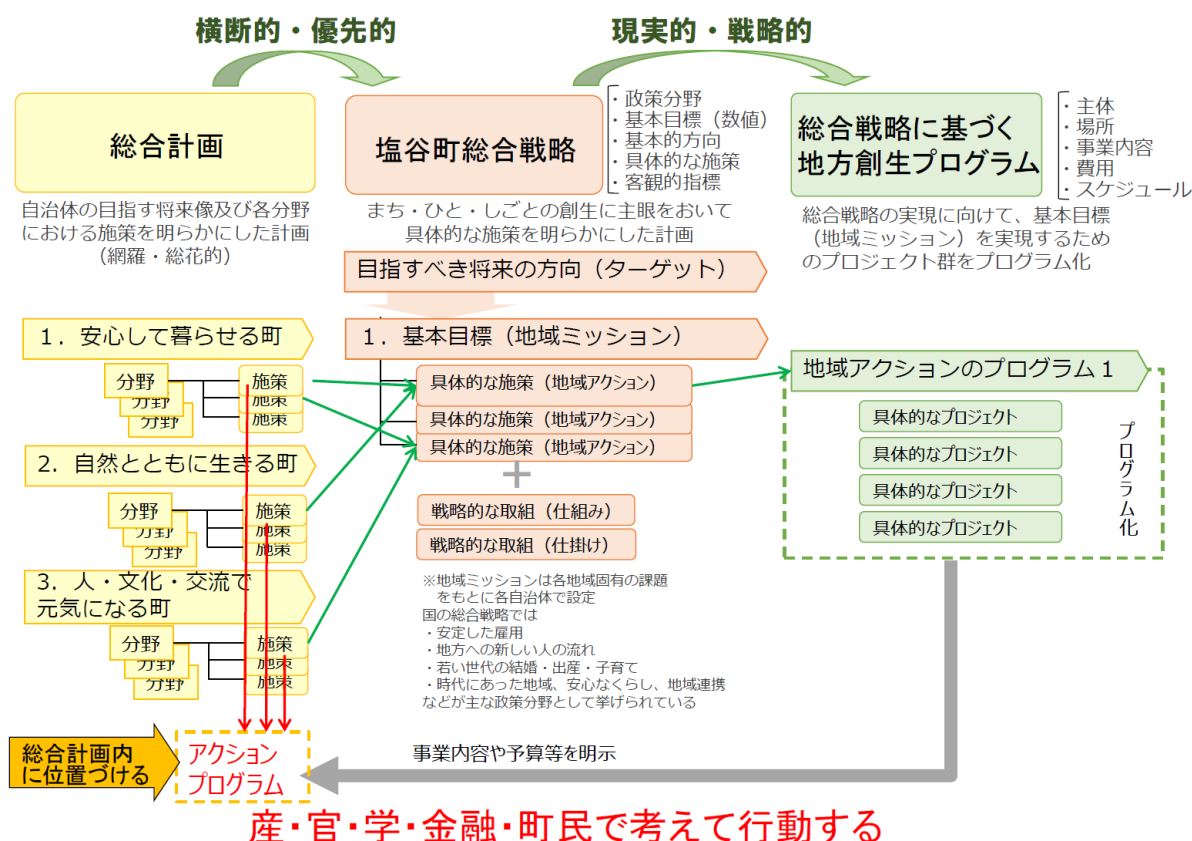 横断的・優先的
現実的・戦略的
総合計画
自治体の目指す将来像及び各分野
における施策を明らかにした計画
（網羅・総花的）
塩谷町総合戦略
・政策分野
・基本目標（数値）
・基本的方向
・具体的な施策
・客観的指標
まち・ひと・しごとの創生に主眼をおいて
具体的な施策を明らかにした計画
総合戦略に基づく
地方創生プログラム
・主体
・場所
・事業内容
・費用
・スケジュール
総合戦略の実現に向けて、基本目標
（地域ミッション）を実現するため
のプロジェクト群をプログラム化
目指すべき将来の方向（ターゲット）
１．安心して暮らせる町
分野
分野
分野
施策
施策
施策
２．自然とともに生きる町
分野
分野
分野
施策
施策
施策
３．人・文化・交流で
元気になる町
分野
分野
分野
施策
施策
施策
１．基本目標（地域ミッション）
具体的な施策（地域アクション）
具体的な施策（地域アクション）
具体的な施策（地域アクション）
＋
戦略的な取組（仕組み）
戦略的な取組（仕掛け）
※地域ミッションは各地域固有の課題
をもとに各自治体で設定
国の総合戦略では
・安定した雇用
・地方への新しい人の流れ
・若い世代の結婚・出産・子育て
・時代にあった地域、安心なくらし、地域連携
などが主な政策分野として挙げられている
地域アクションのプログラム１
具体的なプロジェクト
具体的なプロジェクト
具体的なプロジェクト
具体的なプロジェクト
プログラム化
総合計画内
に位置づける
アクション
プログラム
事業内容や予算等を明示
産・官・学・金融・町民で考えて行動する